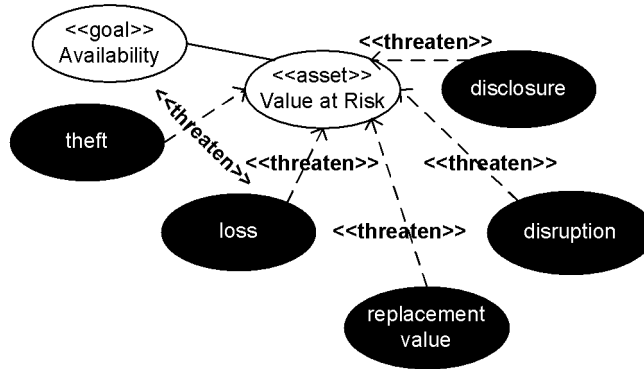 <<goal>>
Availability
<<threaten>>
<<asset>>
Value at Risk
disclosure
<<threaten>>
theft
<<threaten>>
<<threaten>>
loss
<<threaten>>
disruption
replacement
value